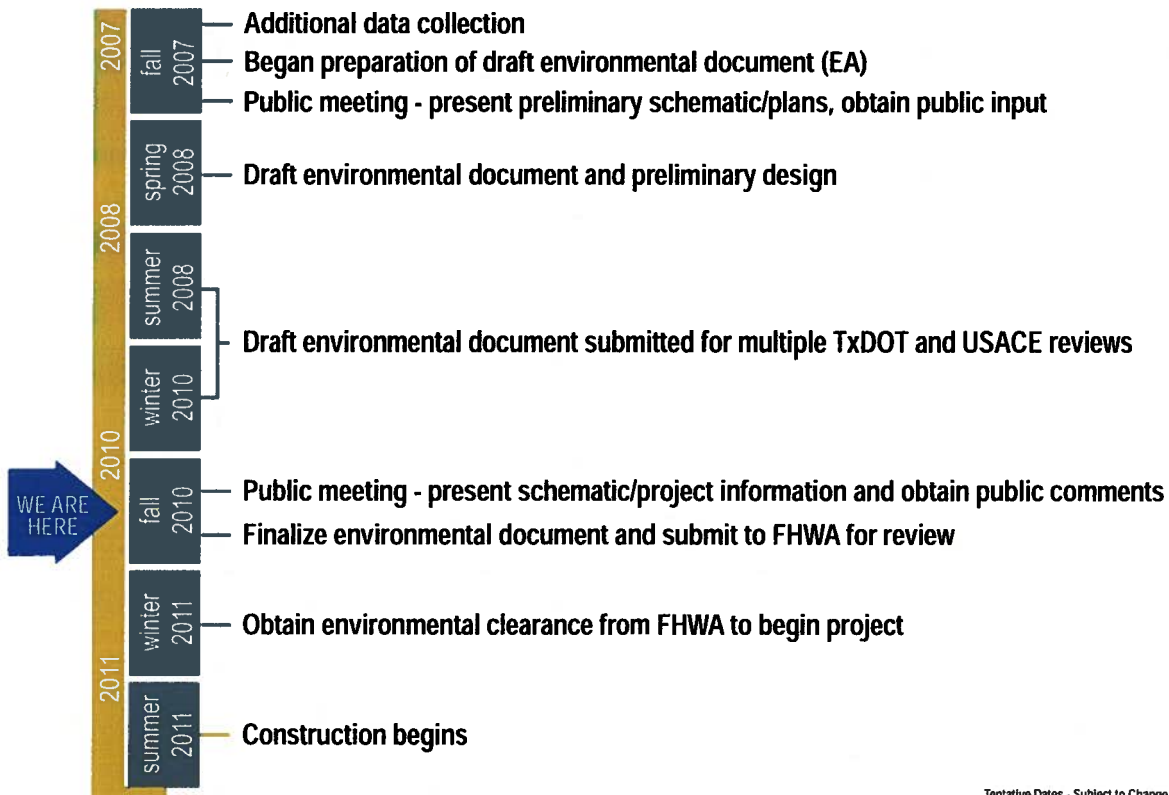 2007
fall
2007
Additional data collection
Began preparation of draft environmental document (EA)
Public meeting - present preliminary schematic/plans, obtain public input
2008
spring
2008
Draft environmental document and preliminary design
summer
2008
winter
2010
Draft environmental document submitted for multiple TxDOT and USACE reviews
2010
WE ARE
HERE
fall
2010
Public meeting - present schematic/project information and obtain public comments
Finalize environmental document and submit to FHWA for review
2011
winter
2011
Obtain environmental clearance from FHWA to begin project
summer
2011
Construction begins
Tentative Dates - Subject to Change